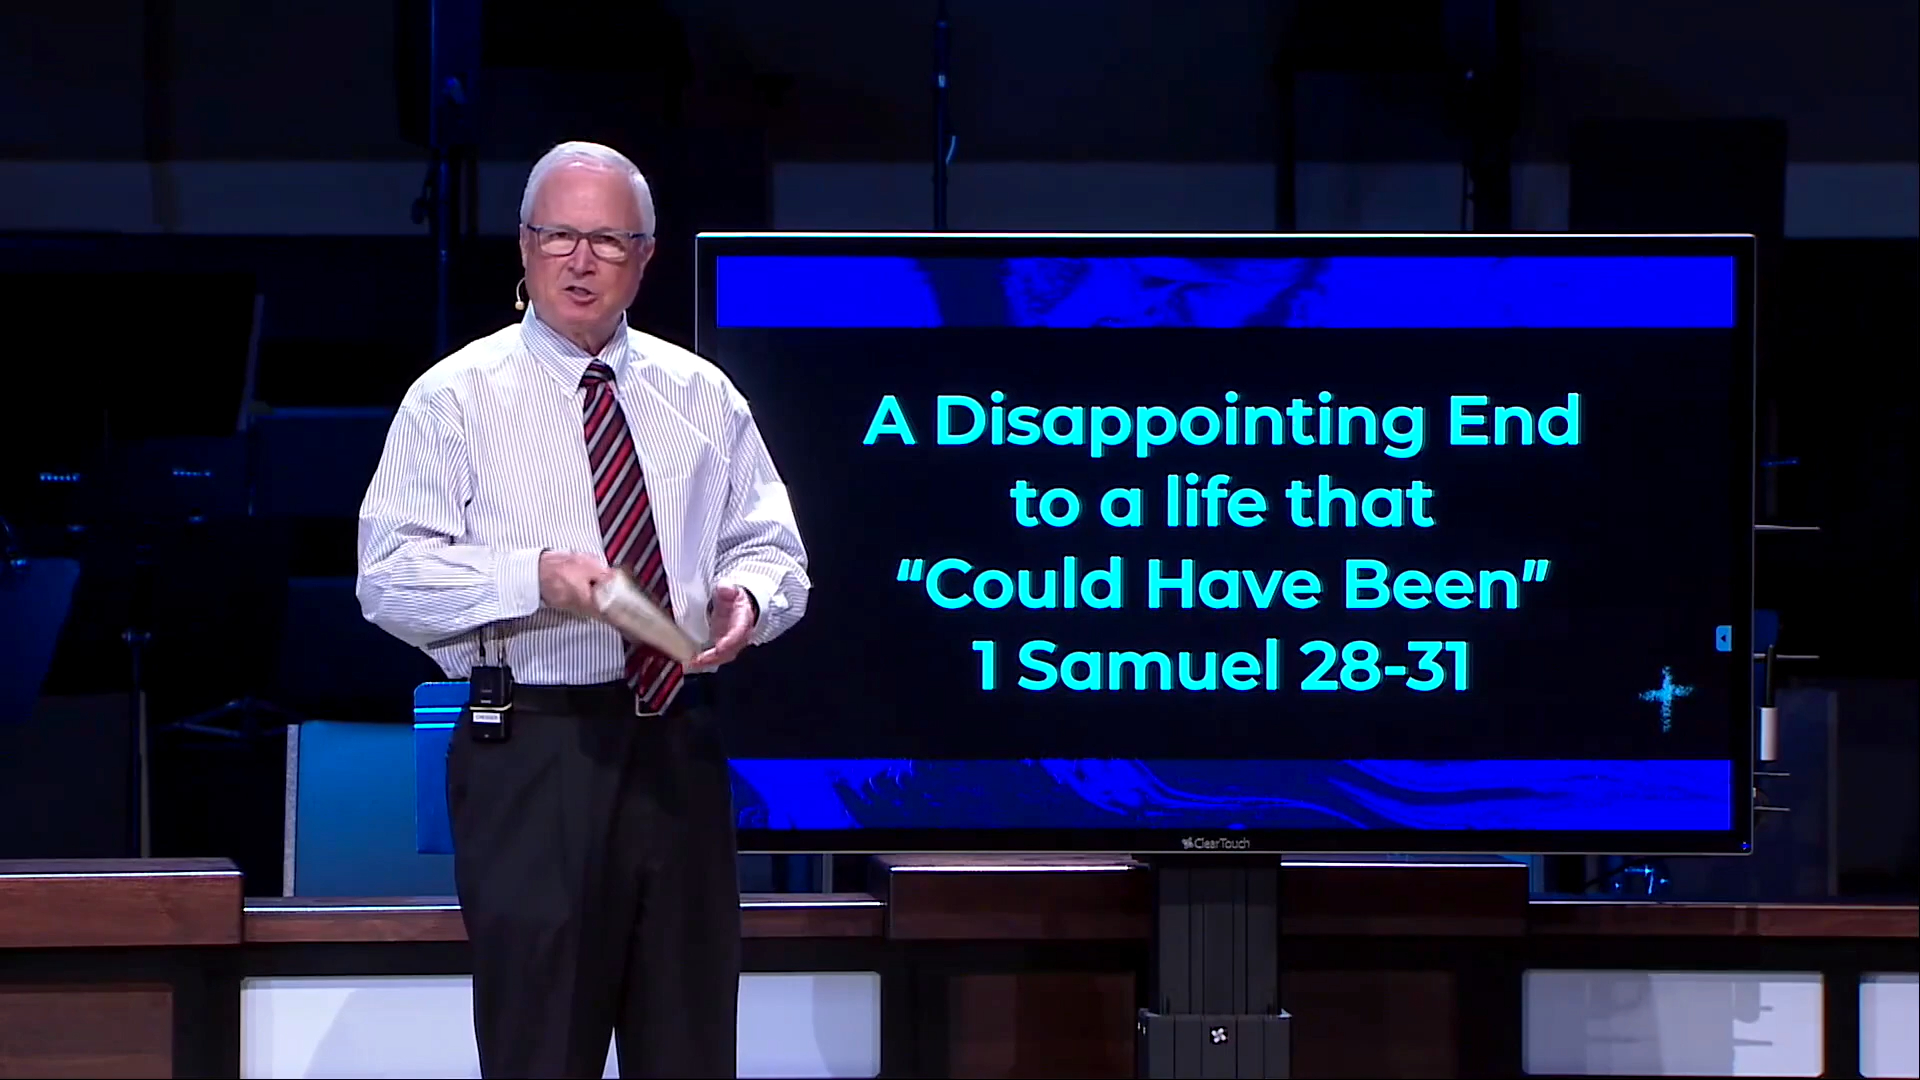 A Disappointing End
to a life that
“Could Have Been”
1 Samuel 28-31
ClearTouch